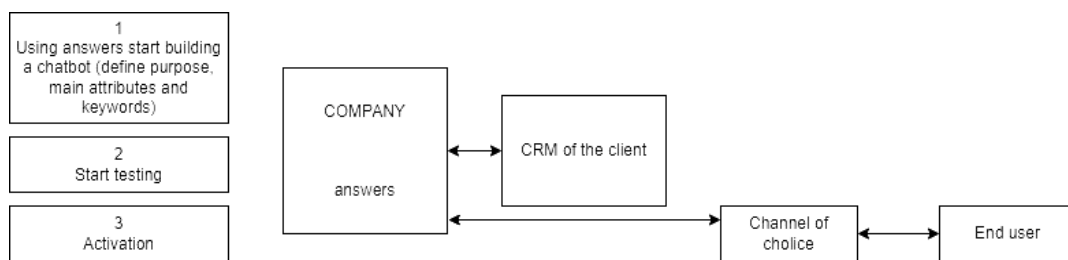 1
Using answers start building
a chatbot (define purpose,
main attributes and
keywords)
2
Start testing
3
Activation
COMPANY
answers
CRM of the client
Channel of
cholice
End user